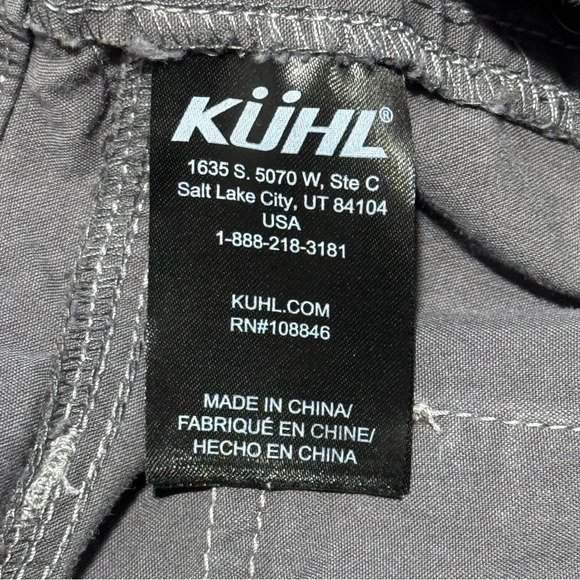 KÜHL®
1635 S. 5070 W, Ste C
Salt Lake City, UT 84104
USA
1-888-218-3181
KUHL.COM
RN#108846
MADE IN CHINA/
FABRIQUÉ EN CHINE/
HECHO EN CHINA